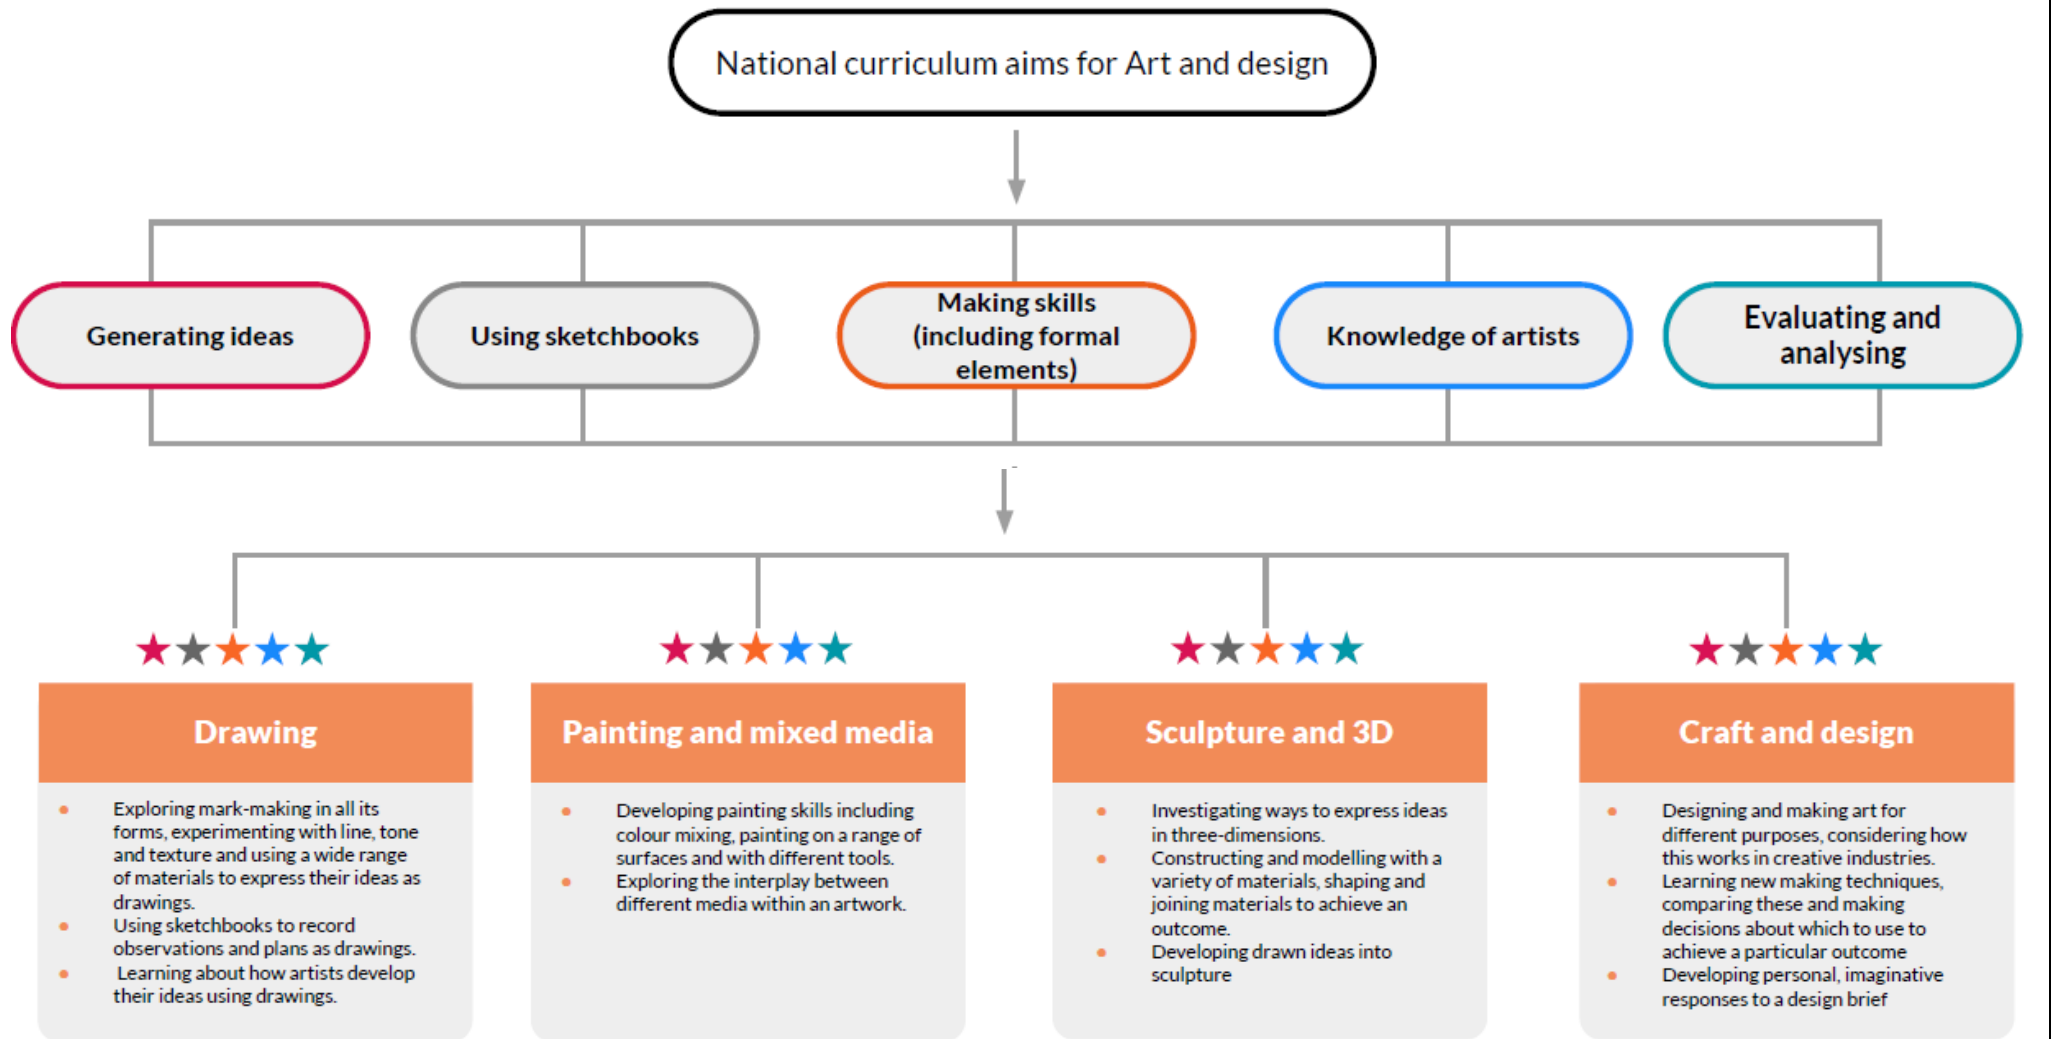 National curriculum aims for Art and design
Generating ideas
Using sketchbooks
Making skills
(including formal
elements)
Knowledge of artists
Evaluating and
analysing
Drawing
• Exploring mark-making in all its
forms, experimenting with line, tone
and texture and using a wide range
of materials to express their ideas as
drawings.
• Using sketchbooks to record
observations and plans as drawings.
• Learning about how artists develop
their ideas using drawings.
Painting and mixed media
• Developing painting skills including
colour mixing, painting on a range of
surfaces and with different tools.
• Exploring the interplay between
different media within an artwork.
Sculpture and 3D
• Investigating ways to express ideas
in three-dimensions.
• Constructing and modelling with a
variety of materials, shaping and
joining materials to achieve an
outcome.
• Developing drawn ideas into
sculpture
Craft and design
• Designing and making art for
different purposes, considering how
this works in creative industries.
• Learning new making techniques,
comparing these and making
decisions about which to use to
achieve a particular outcome
• Developing personal, imaginative
responses to a design brief